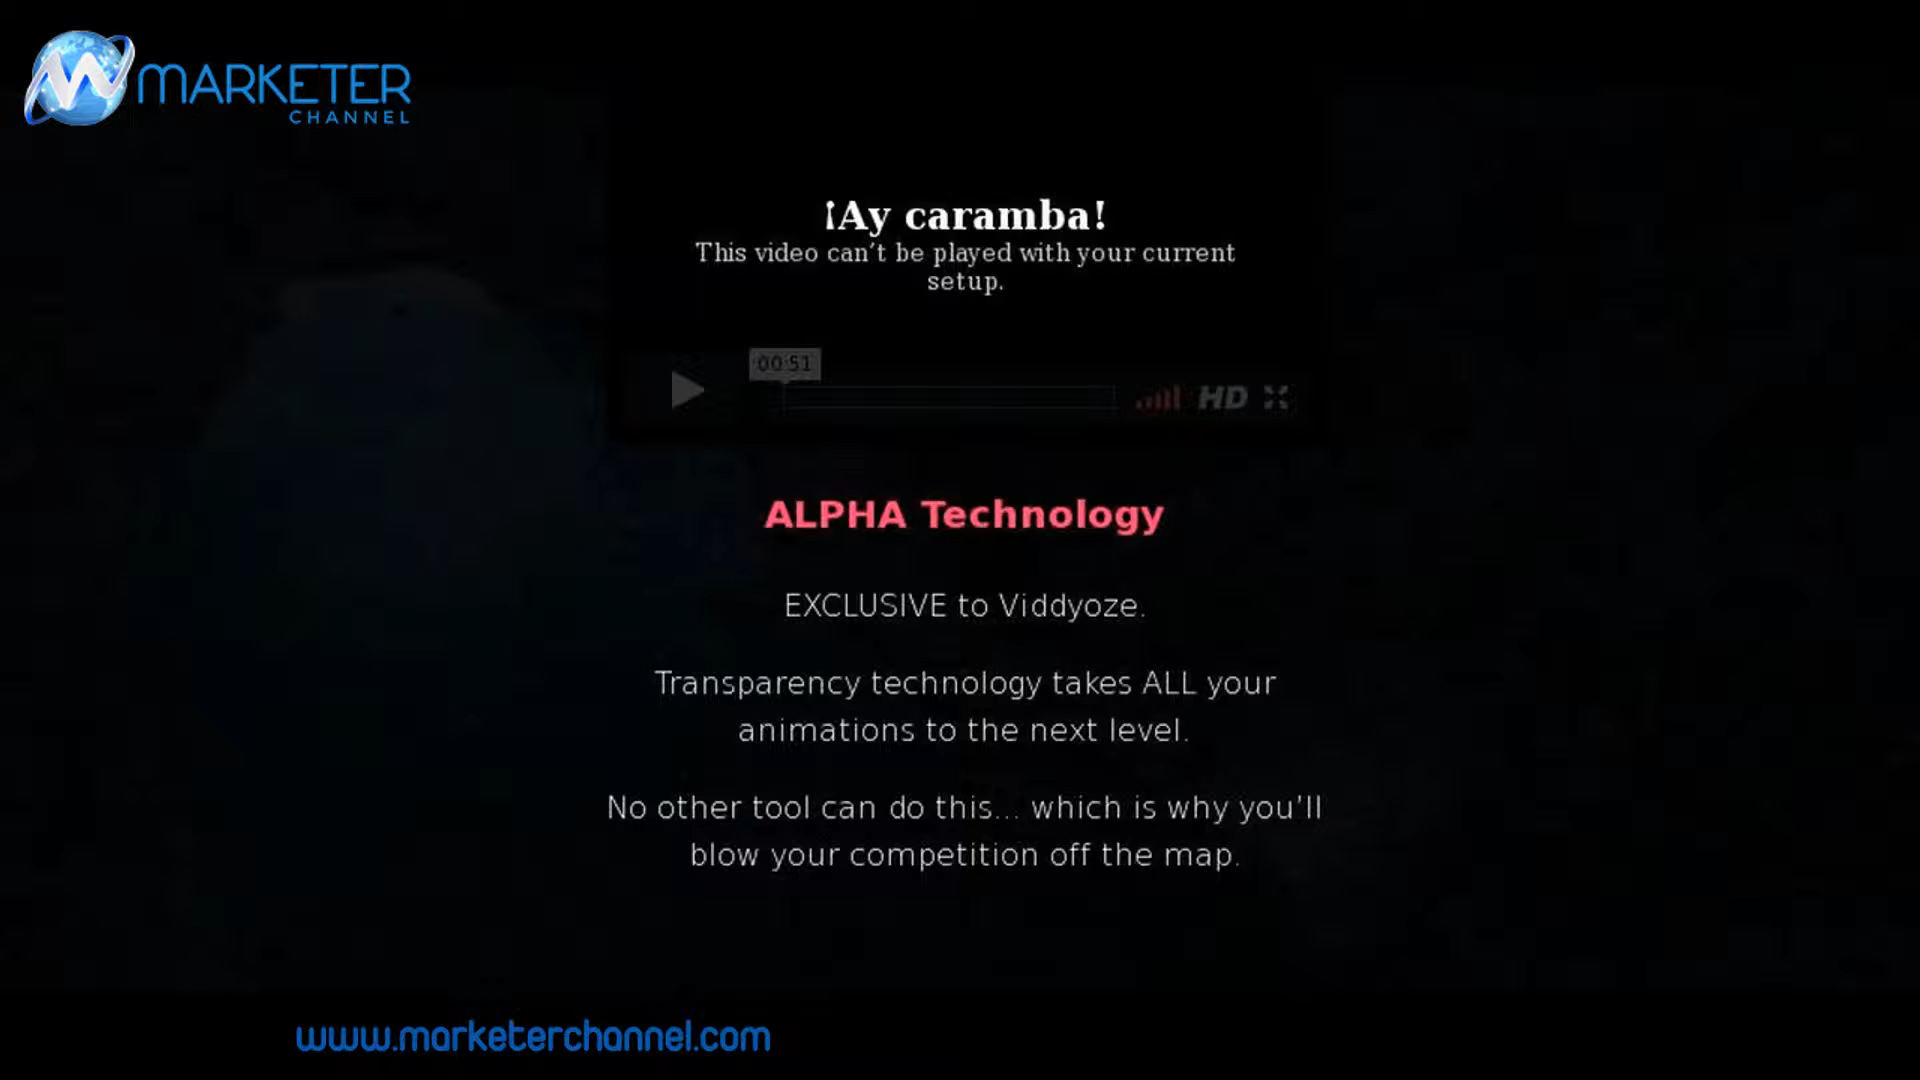 MARKETER
CHANNEL
¡Ay caramba!
This video can't be played with your current
setup.
00:51
HD
ALPHA Technology
EXCLUSIVE to Viddyoze.
Transparency technology takes ALL your
animations to the next level.
No other tool can do this... which is why you'll
blow your competition off the map.
www.marketerchannel.com